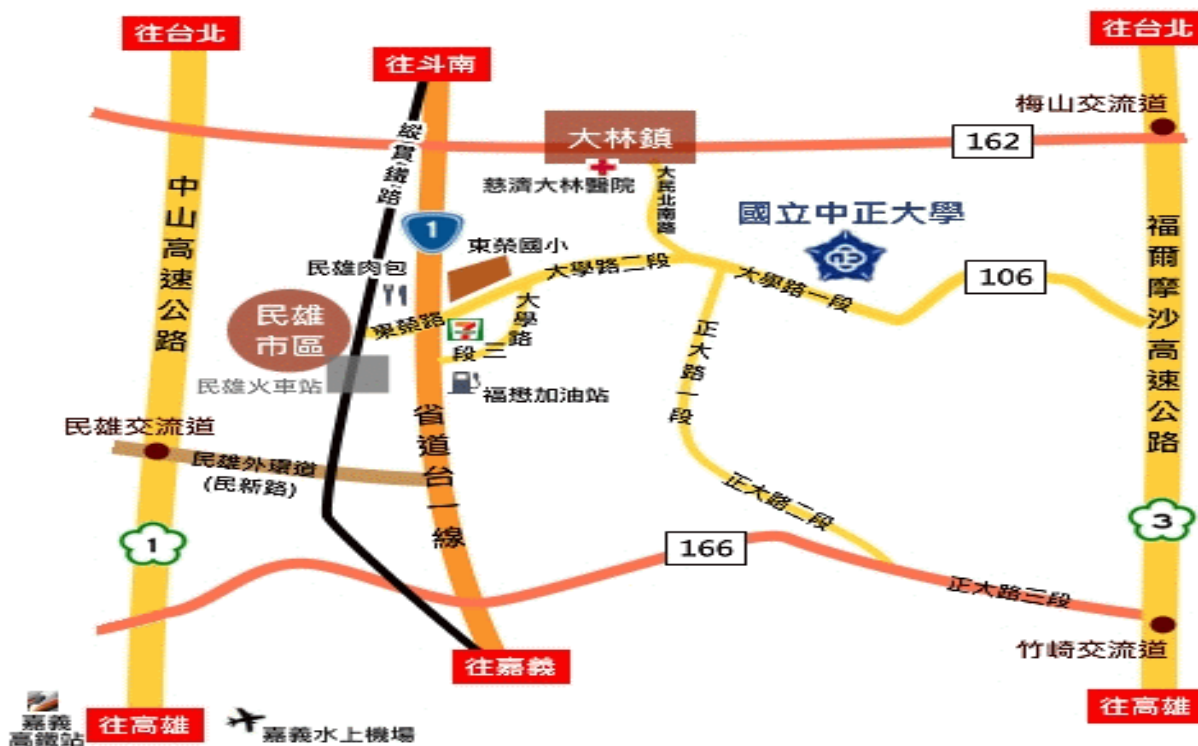 往台北
往台北
往斗南
梅山交流道
大林鎮
162
縱貫鐵路
慈濟大林醫院
大民北南路
中山高速公路
國立中正大學
1
東榮國小
福爾摩沙高速公路
民雄肉包
大學路二段
大學路一段
106
民雄
市區
東榮路
7
大學路
三段
正大路一段
民雄火車站
福懋加油站
省道台一線
民雄交流道
民雄外環道
(民新路)
正大路二段
3
1
166
正大路三段
竹崎交流道
往嘉義
嘉義
高鐵站
往高雄
嘉義水上機場
往高雄